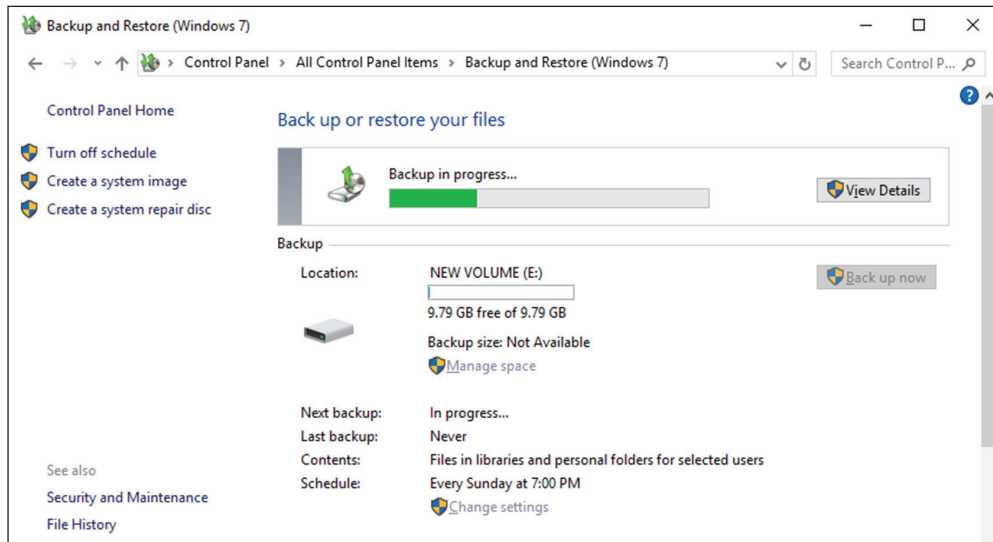 Backup and Restore (Windows 7)
Control Panel > All Control Panel Items > Backup and Restore (Windows 7)
Search Control P...
Control Panel Home
Turn off schedule
Create a system image
Create a system repair disc
See also
Security and Maintenance
File History
Back up or restore your files
Backup in progress...
View Details
Backup
Location:
NEW VOLUME (E:)
Back up now
9.79 GB free of 9.79 GB
Backup size: Not Available
Manage space
Next backup: In progress...
Last backup: Never
Contents: Files in libraries and personal folders for selected users
Schedule: Every Sunday at 7:00 PM
Change settings